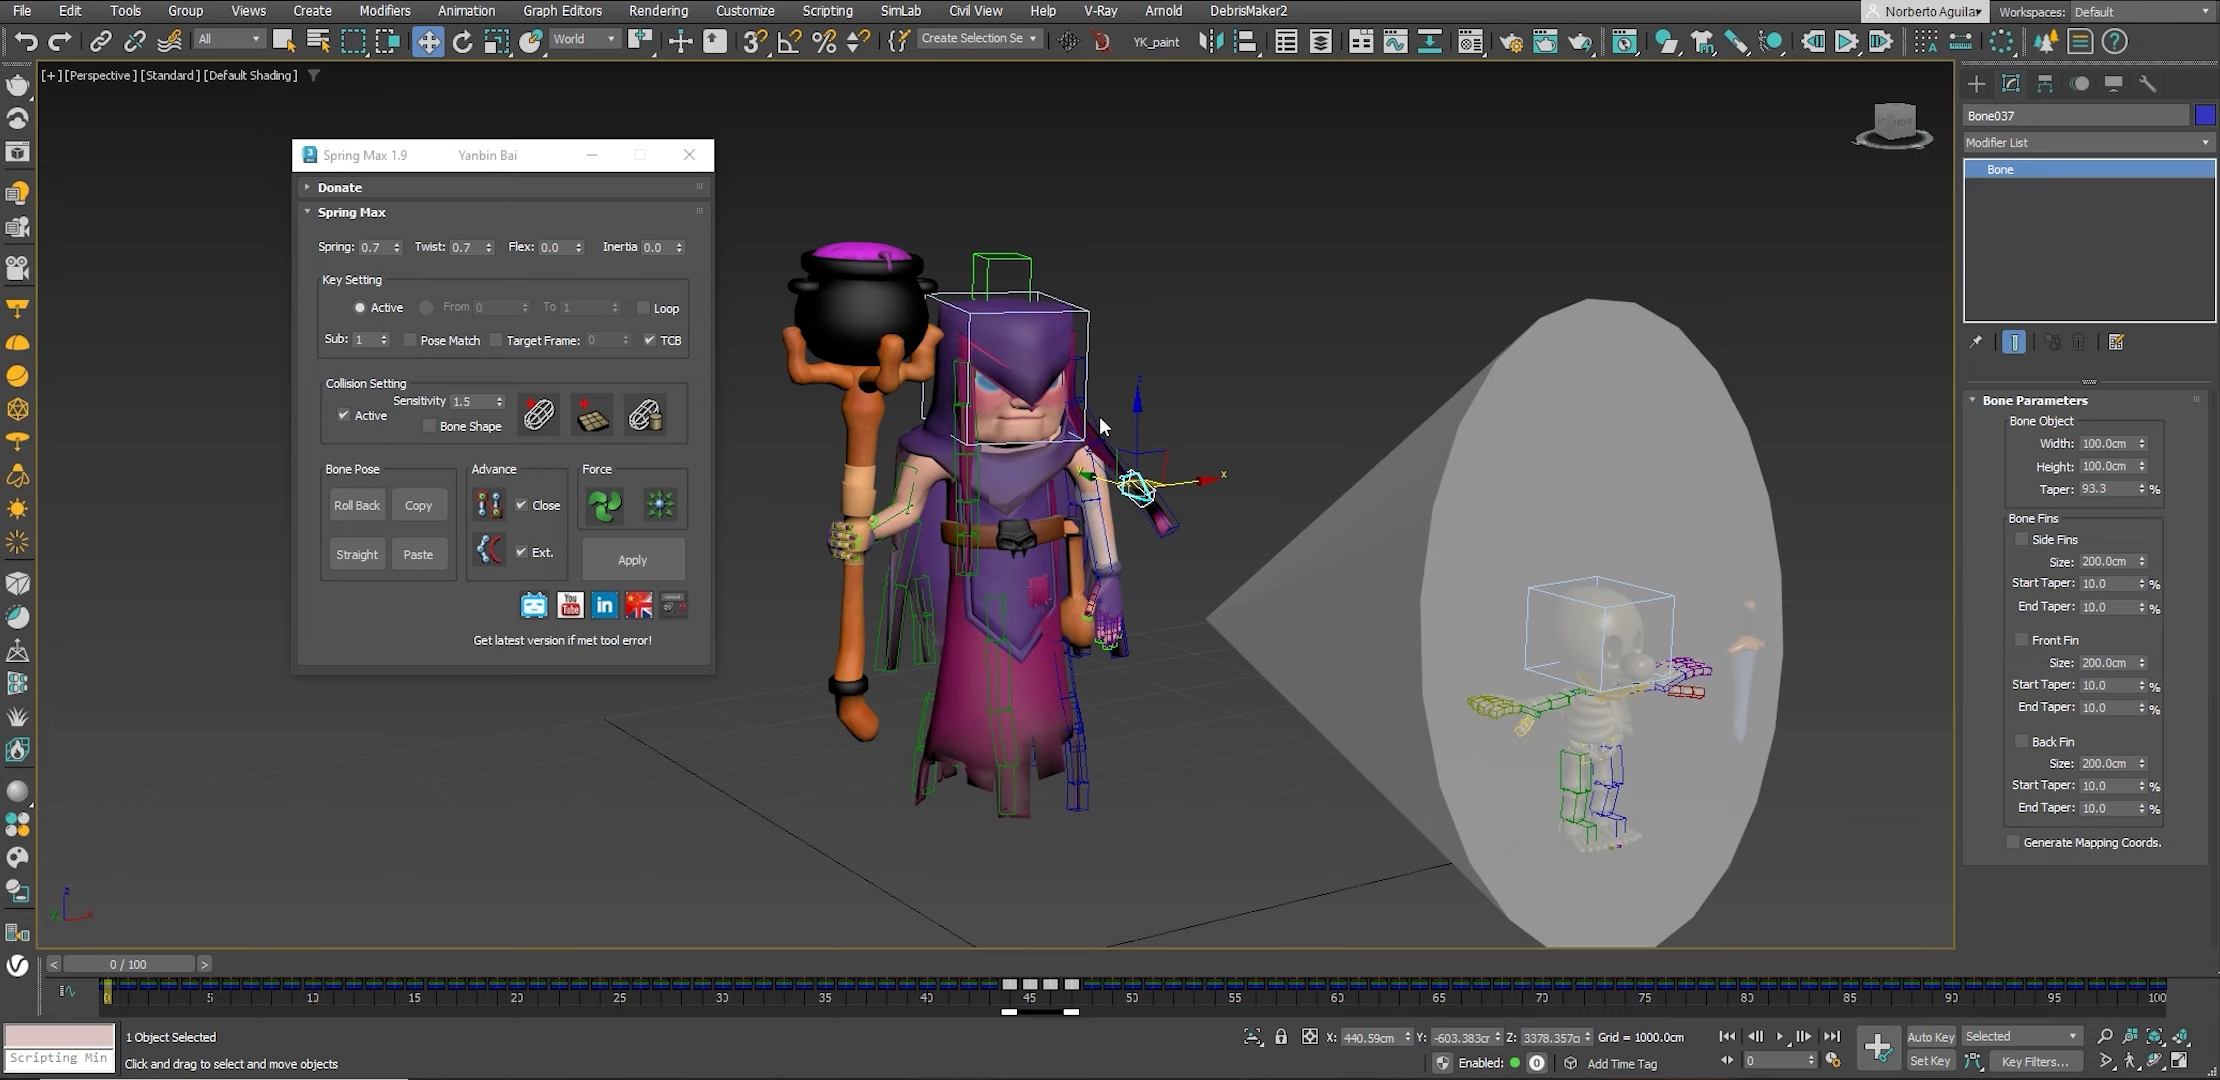 File Edit Tools Group Views Create Modifiers Animation Graph Editors Rendering Customize Scripting SimLab Civil View Help V-Ray Arnold DebrisMaker2 Norberto Aguilar Workspaces: Default
All World Create Selection Se YK_paint
[+] [Perspective] [Standard] [Default Shading]
Spring Max 1.9 Yanbin Bai
Donate
Spring Max
Spring: 0.7 Twist: 0.7 Flex: 0.0 Inertia 0.0
Key Setting
Active From 0 To 1 Loop
Sub: 1 Pose Match Target Frame: 0 TCB
Collision Setting
Sensitivity 1.5
Active
Bone Shape
Bone Pose Advance Force
Roll Back Copy Close
Straight Paste Ext. Apply
You Tube in
Get latest version if met tool error!
z
x
y
z
x
Bone037
Modifier List
Bone
Bone Parameters
Bone Object
Width: 100.0cm
Height: 100.0cm
Taper: 93.3 %
Bone Fins
Side Fins
Size: 200.0cm
Start Taper: 10.0 %
End Taper: 10.0 %
Front Fin
Size: 200.0cm
Start Taper: 10.0 %
End Taper: 10.0 %
Back Fin
Size: 200.0cm
Start Taper: 10.0 %
End Taper: 10.0 %
Generate Mapping Coords.
< 0 / 100 >
0 5 10 15 20 25 30 35 40 45 50 55 60 65 70 75 80 85 90 95 100
1 Object Selected X: 440.59cm Y: -603.383cm Z: 3378.357c Grid = 1000.0cm Auto Key Selected
Scripting Min Click and drag to select and move objects Enabled: 0 Add Time Tag 0 Set Key Key Filters...